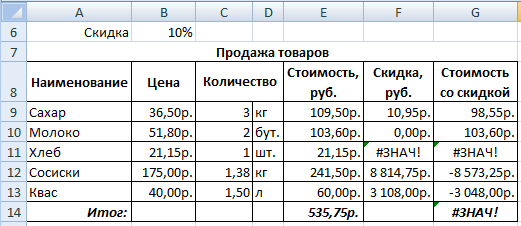 A B C D E F G
6 Скидка 10%
7 Продажа товаров
8 Наименование Цена Количество Стоимость, руб. Скидка, руб. Стоимость со скидкой
9 Сахар 36,50р. 3 кг 109,50р. 10,95р. 98,55р.
10 Молоко 51,80р. 2 бут. 103,60р. 0,00р. 103,60р.
11 Хлеб 21,15р. 1 шт. 21,15р. #ЗНАЧ! #ЗНАЧ!
12 Сосиски 175,00р. 1,38 кг 241,50р. 8 814,75р. -8 573,25р.
13 Квас 40,00р. 1,50 л 60,00р. 3 108,00р. -3 048,00р.
14 Итог: 535,75р. #ЗНАЧ!